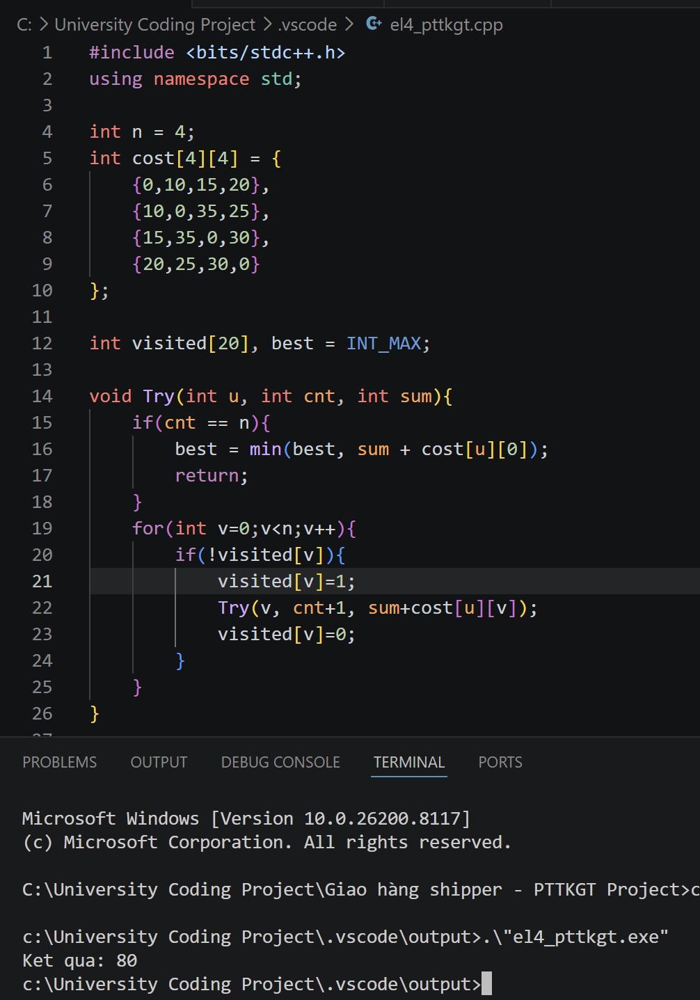 C: > University Coding Project > .vscode > el4_pttkgt.cpp
1 #include <bits/stdc++.h>
2 using namespace std;
3
4 int n = 4;
5 int cost[4][4] = {
6     {0,10,15,20},
7     {10,0,35,25},
8     {15,35,0,30},
9     {20,25,30,0}
10 };
11
12 int visited[20], best = INT_MAX;
13
14 void Try(int u, int cnt, int sum){
15     if(cnt == n){
16         best = min(best, sum + cost[u][0]);
17         return;
18     }
19     for(int v=0;v<n;v++){
20         if(!visited[v]){
21             visited[v]=1;
22             Try(v, cnt+1, sum+cost[u][v]);
23             visited[v]=0;
24         }
25     }
26 }
PROBLEMS OUTPUT DEBUG CONSOLE TERMINAL PORTS
Microsoft Windows [Version 10.0.26200.8117]
(c) Microsoft Corporation. All rights reserved.
C:\University Coding Project\Giao hàng shipper - PTTKGT Project>c
c:\University Coding Project\.vscode\output>.\"el4_pttkgt.exe"
Ket qua: 80
c:\University Coding Project\.vscode\output>